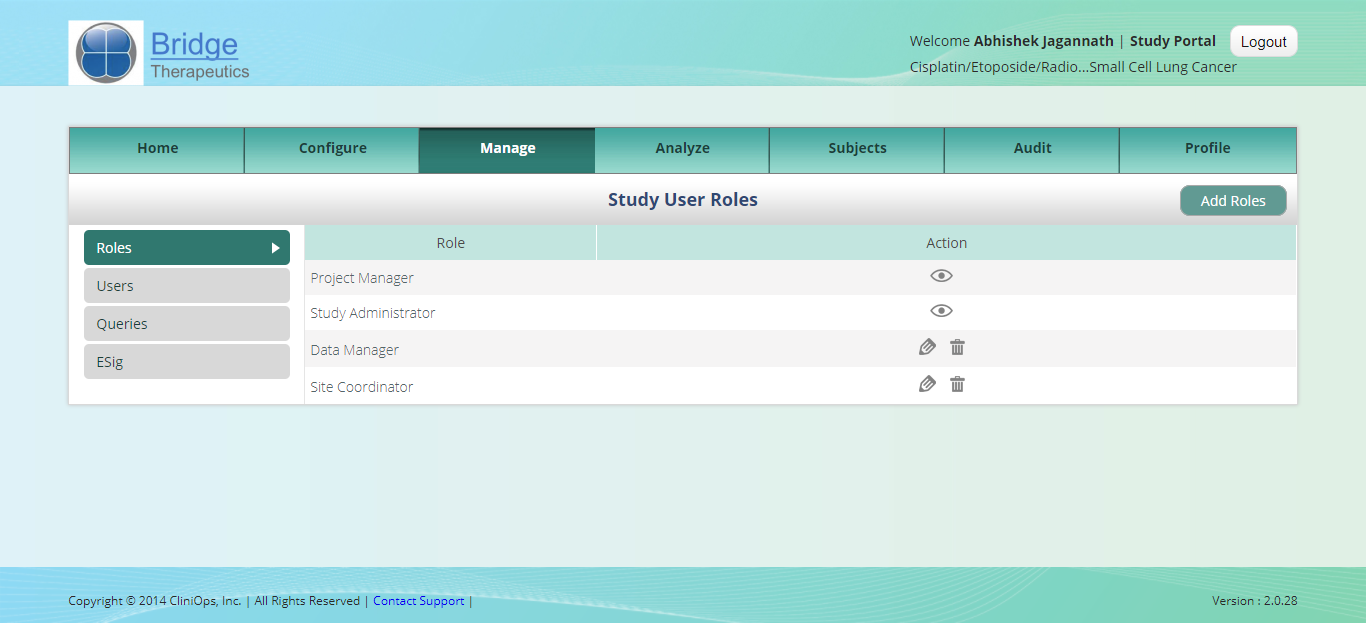 Bridge
Therapeutics
Welcome Abhishek Jagannath | Study Portal Logout
Cisplatin/Etoposide/Radio...Small Cell Lung Cancer
Home Configure Manage Analyze Subjects Audit Profile
Study User Roles Add Roles
Roles
Users
Queries
ESig
Role Action
Project Manager
Study Administrator
Data Manager
Site Coordinator
Copyright © 2014 CliniOps, Inc. | All Rights Reserved | Contact Support | Version : 2.0.28